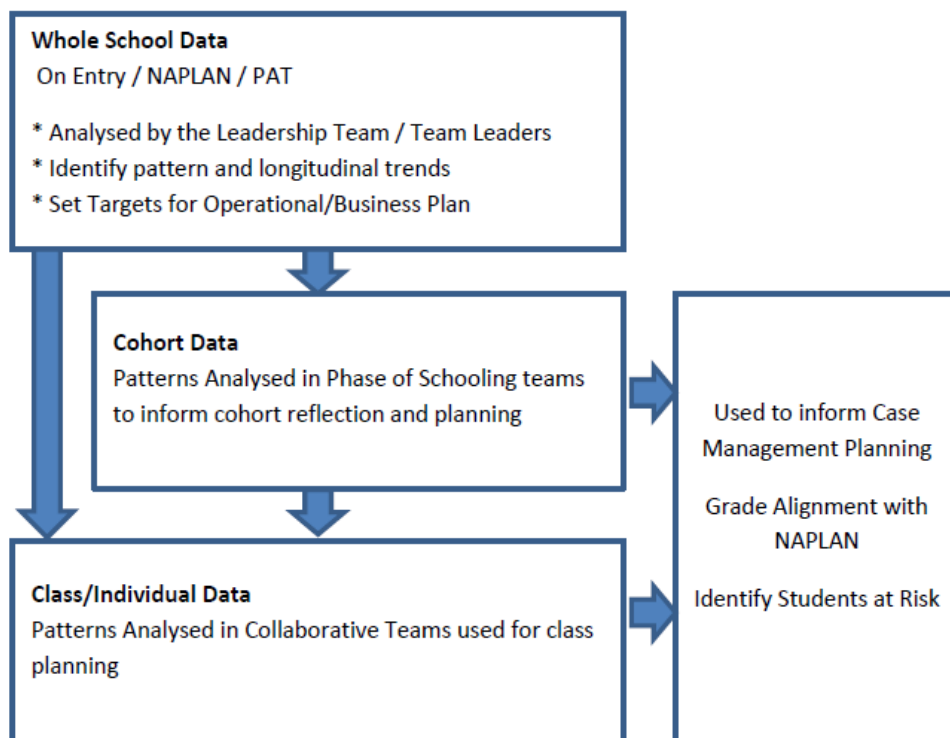 Whole School Data
On Entry / NAPLAN / PAT
* Analysed by the Leadership Team / Team Leaders
* Identify pattern and longitudinal trends
* Set Targets for Operational/Business Plan
Cohort Data
Patterns Analysed in Phase of Schooling teams
to inform cohort reflection and planning
Used to inform Case
Management Planning
Grade Alignment with
NAPLAN
Identify Students at Risk
Class/Individual Data
Patterns Analysed in Collaborative Teams used for class
planning